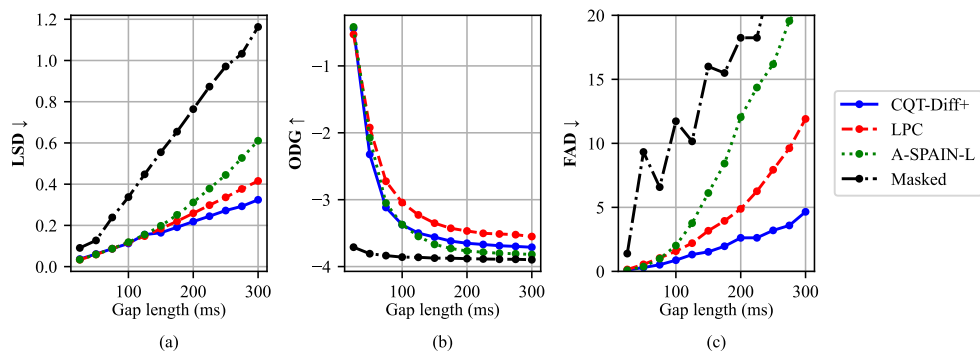 LSD ↓
1.2
1.0
0.8
0.6
0.4
0.2
0.0
100
200
300
Gap length (ms)
(a)
ODG ↑
−1
−2
−3
−4
100
200
300
Gap length (ms)
(b)
FAD ↓
20
15
10
5
0
100
200
300
Gap length (ms)
(c)
CQT-Diff+
LPC
A-SPAIN-L
Masked